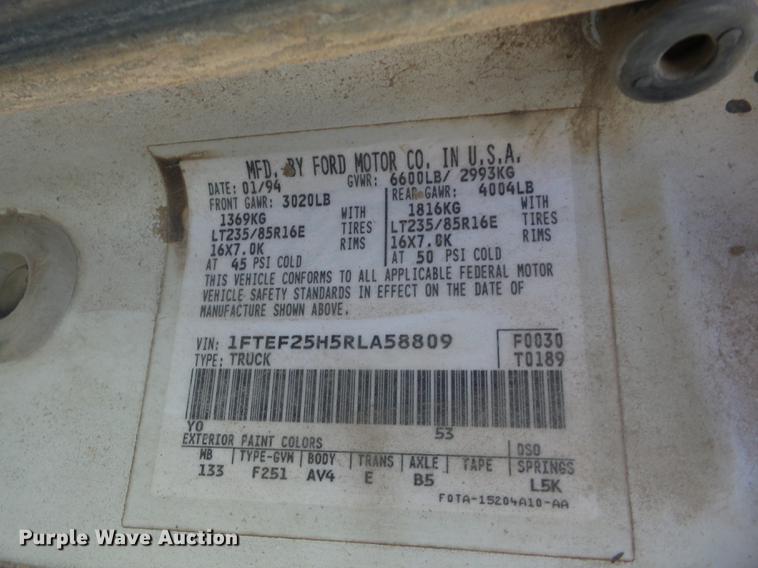 MFD. BY FORD MOTOR CO. IN U.S.A.
DATE: 01/94 GVWR: 6600LB/ 2993KG
FRONT GAWR: 3020LB REAR GAWR: 4004LB
1369KG WITH 1816KG WITH
LT235/85R16E TIRES LT235/85R16E TIRES
16X7.0K RIMS 16X7.0K RIMS
AT 45 PSI COLD AT 50 PSI COLD
THIS VEHICLE CONFORMS TO ALL APPLICABLE FEDERAL MOTOR
VEHICLE SAFETY STANDARDS IN EFFECT ON THE DATE OF
MANUFACTURE SHOWN ABOVE.
VIN: 1FTEF25H5RLA58809 F0030
TYPE: TRUCK T0189
YO 53
EXTERIOR PAINT COLORS DSO
WB TYPE-GVW BODY TRANS AXLE TAPE SPRINGS
133 F251 AV4 E B5 L5K
F0TA-15204A10-AA
Purple Wave Auction